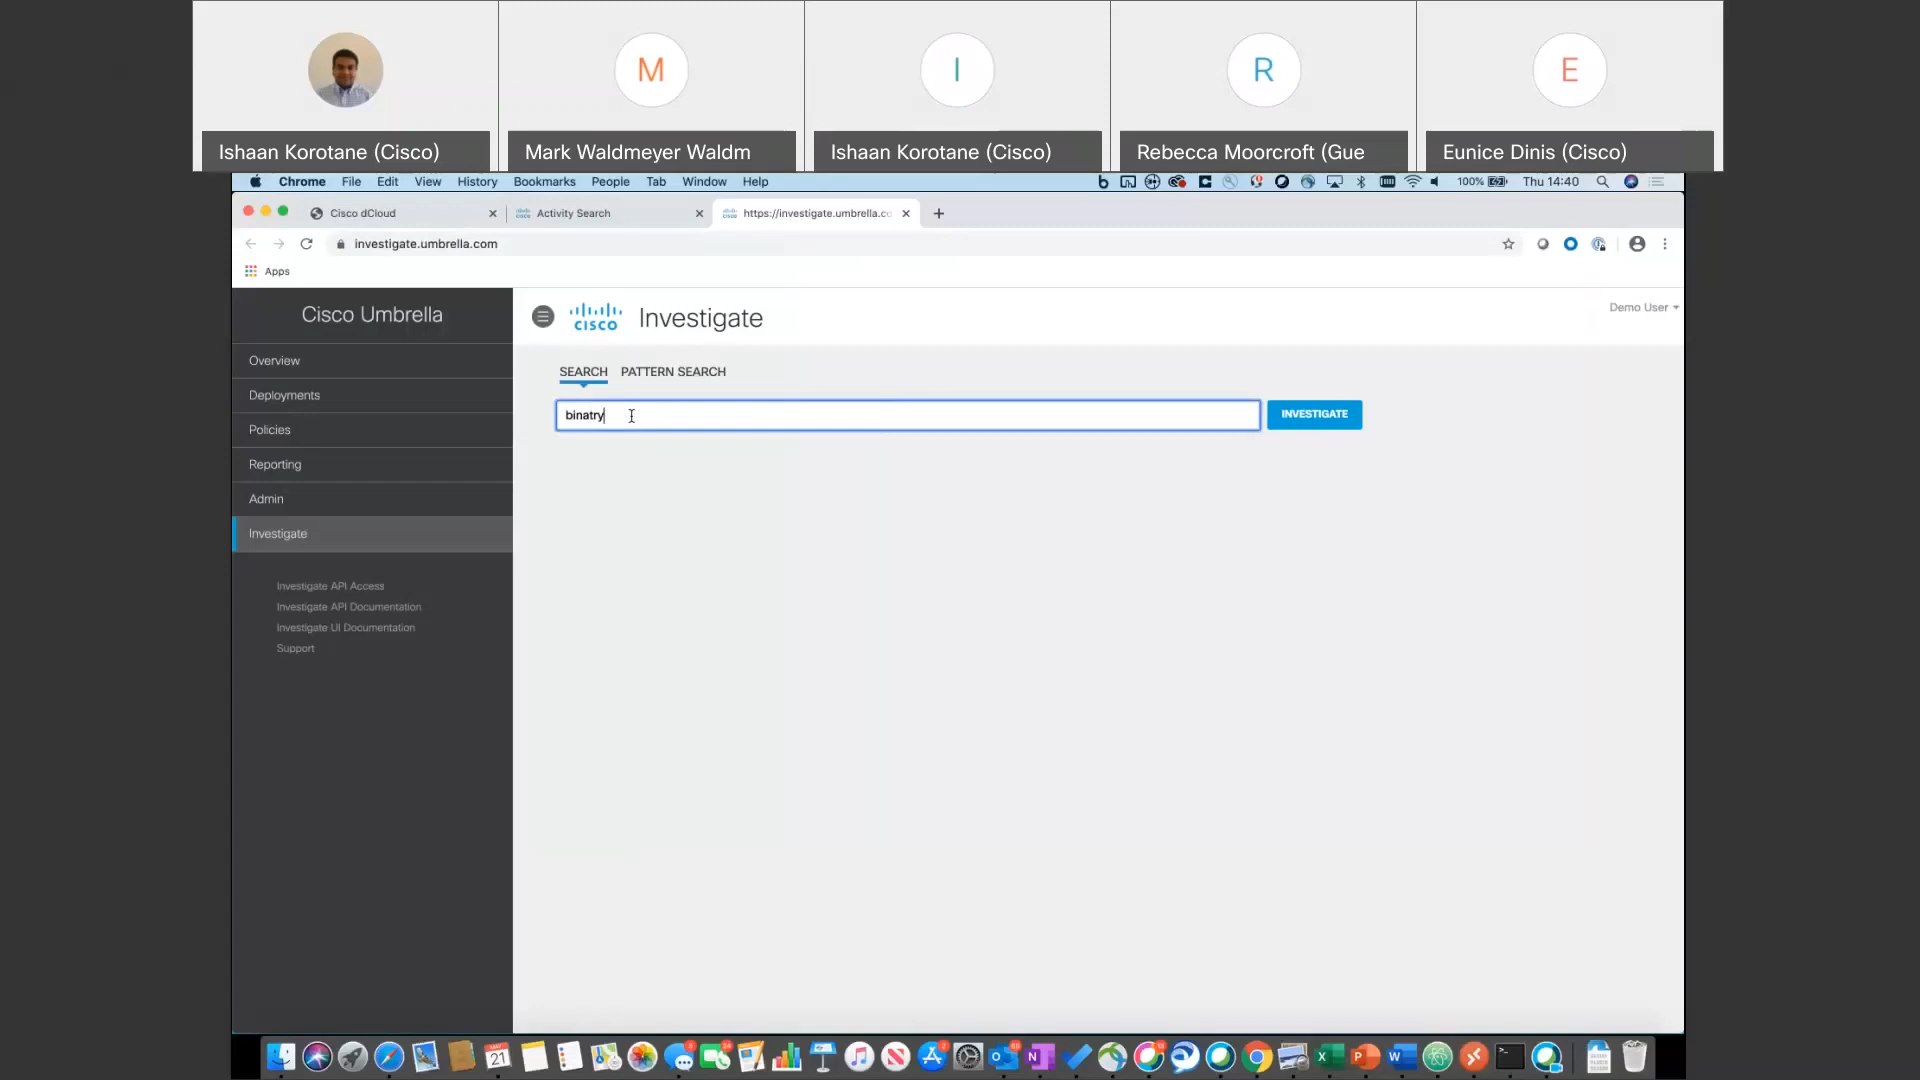 M
I
R
E
Ishaan Korotane (Cisco)
Mark Waldmeyer Waldm
Ishaan Korotane (Cisco)
Rebecca Moorcroft (Gue
Eunice Dinis (Cisco)
Chrome File Edit View History Bookmarks People Tab Window Help 100% Thu 14:40
Cisco dCloud
Activity Search
https://investigate.umbrella.cc
investigate.umbrella.com
Apps
Cisco Umbrella
CISCO
Investigate
Demo User
Overview
Deployments
Policies
Reporting
Admin
Investigate
Investigate API Access
Investigate API Documentation
Investigate UI Documentation
Support
SEARCH PATTERN SEARCH
binatry
INVESTIGATE
21